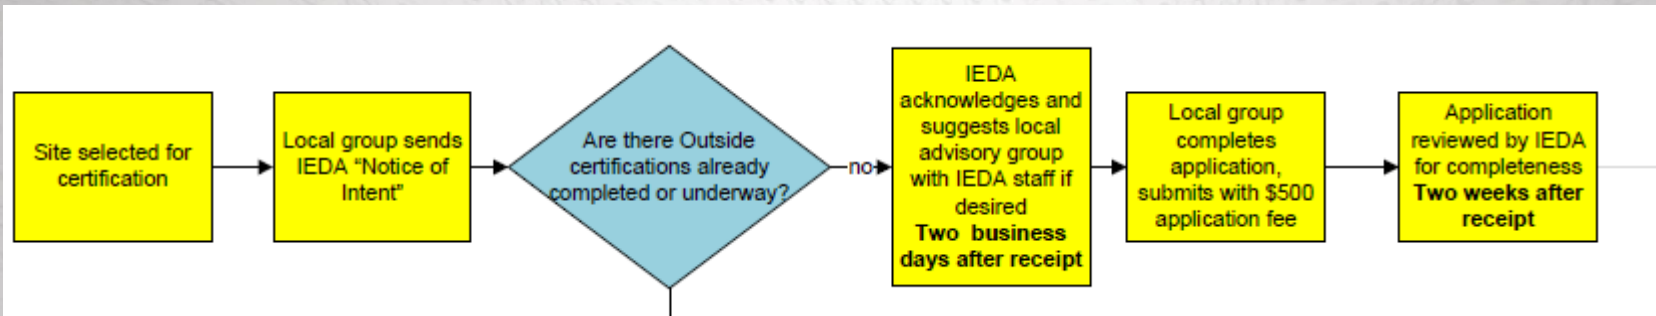 Site selected for
certification
Local group sends
IEDA “Notice of
Intent”
Are there Outside
certifications already
completed or underway?
no
IEDA
acknowledges and
suggests local
advisory group
with IEDA staff if
desired
Two business
days after receipt
Local group
completes
application,
submits with $500
application fee
Application
reviewed by IEDA
for completeness
Two weeks after
receipt